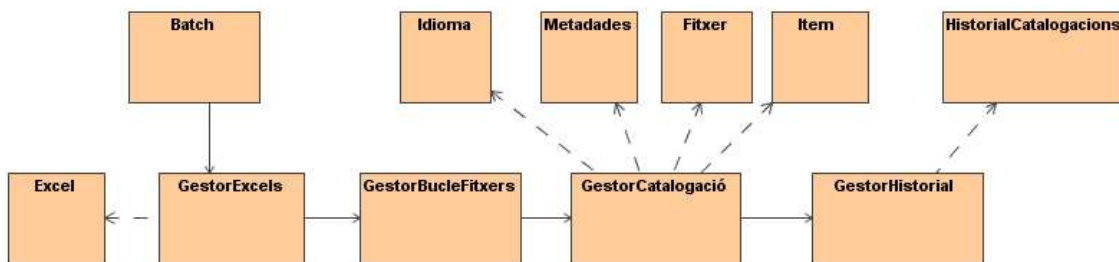 Batch
Idioma
Metadades
Fitxer
Item
HistorialCatalogacions
Excel
GestorExcels
GestorBucleFitxers
GestorCatalogació
GestorHistorial